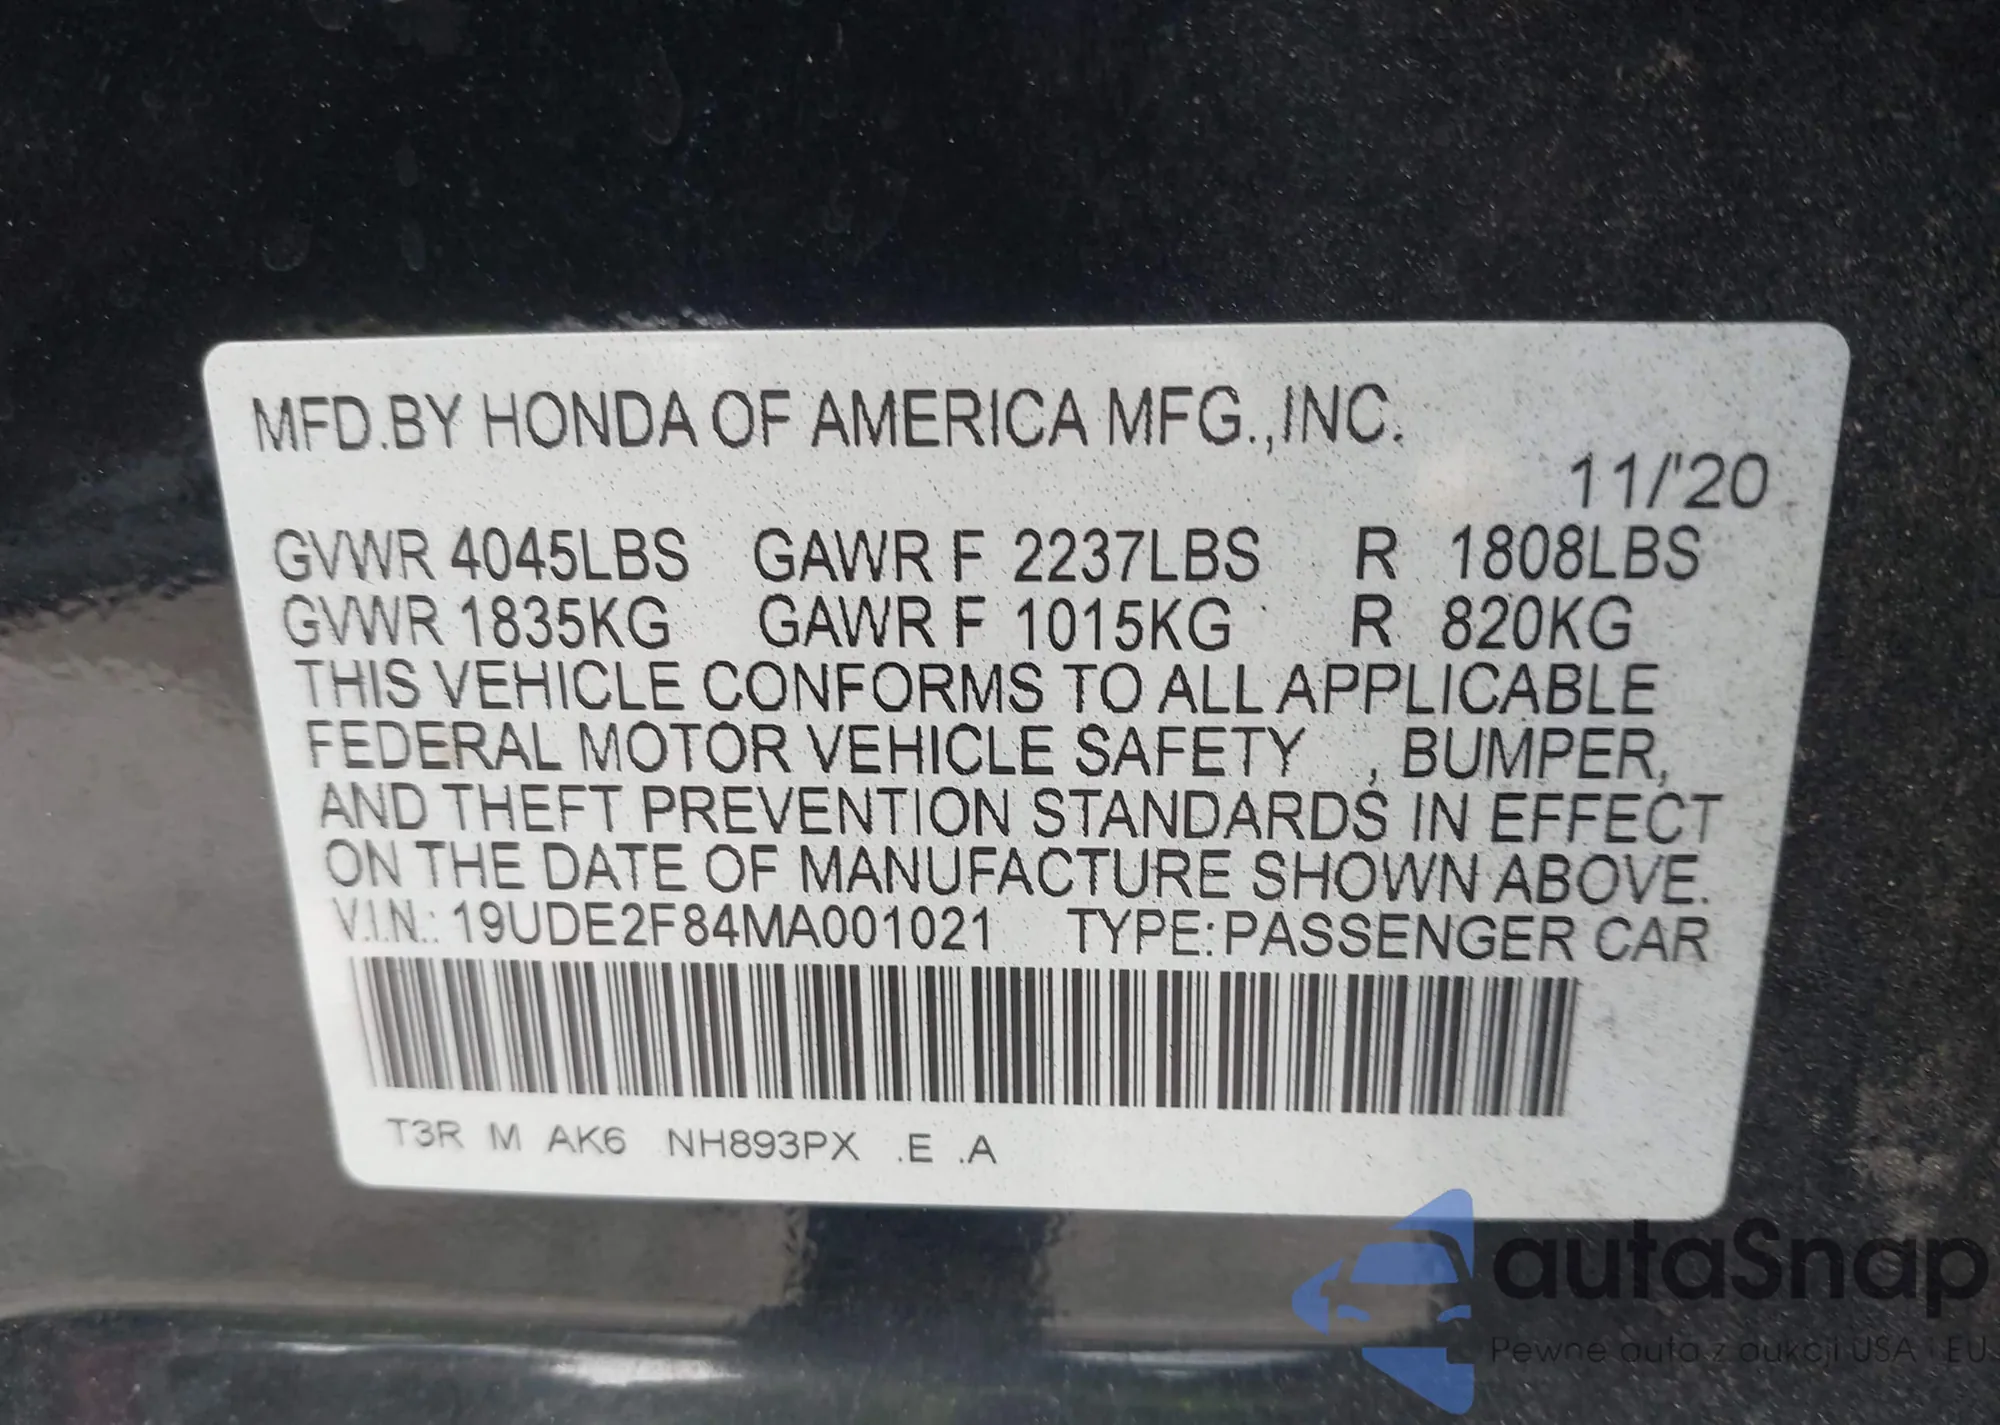 MFD.BY HONDA OF AMERICA MFG.,INC.
11/'20
GVWR 4045LBS GAWR F 2237LBS R 1808LBS
GVWR 1835KG GAWR F 1015KG R 820KG
THIS VEHICLE CONFORMS TO ALL APPLICABLE
FEDERAL MOTOR VEHICLE SAFETY , BUMPER,
AND THEFT PREVENTION STANDARDS IN EFFECT
ON THE DATE OF MANUFACTURE SHOWN ABOVE.
V.I.N.: 19UDE2F84MA001021 TYPE:PASSENGER CAR
T3R M AK6 NH893PX .E .A
autaSnap
Pewne auta z aukcji USA i EU